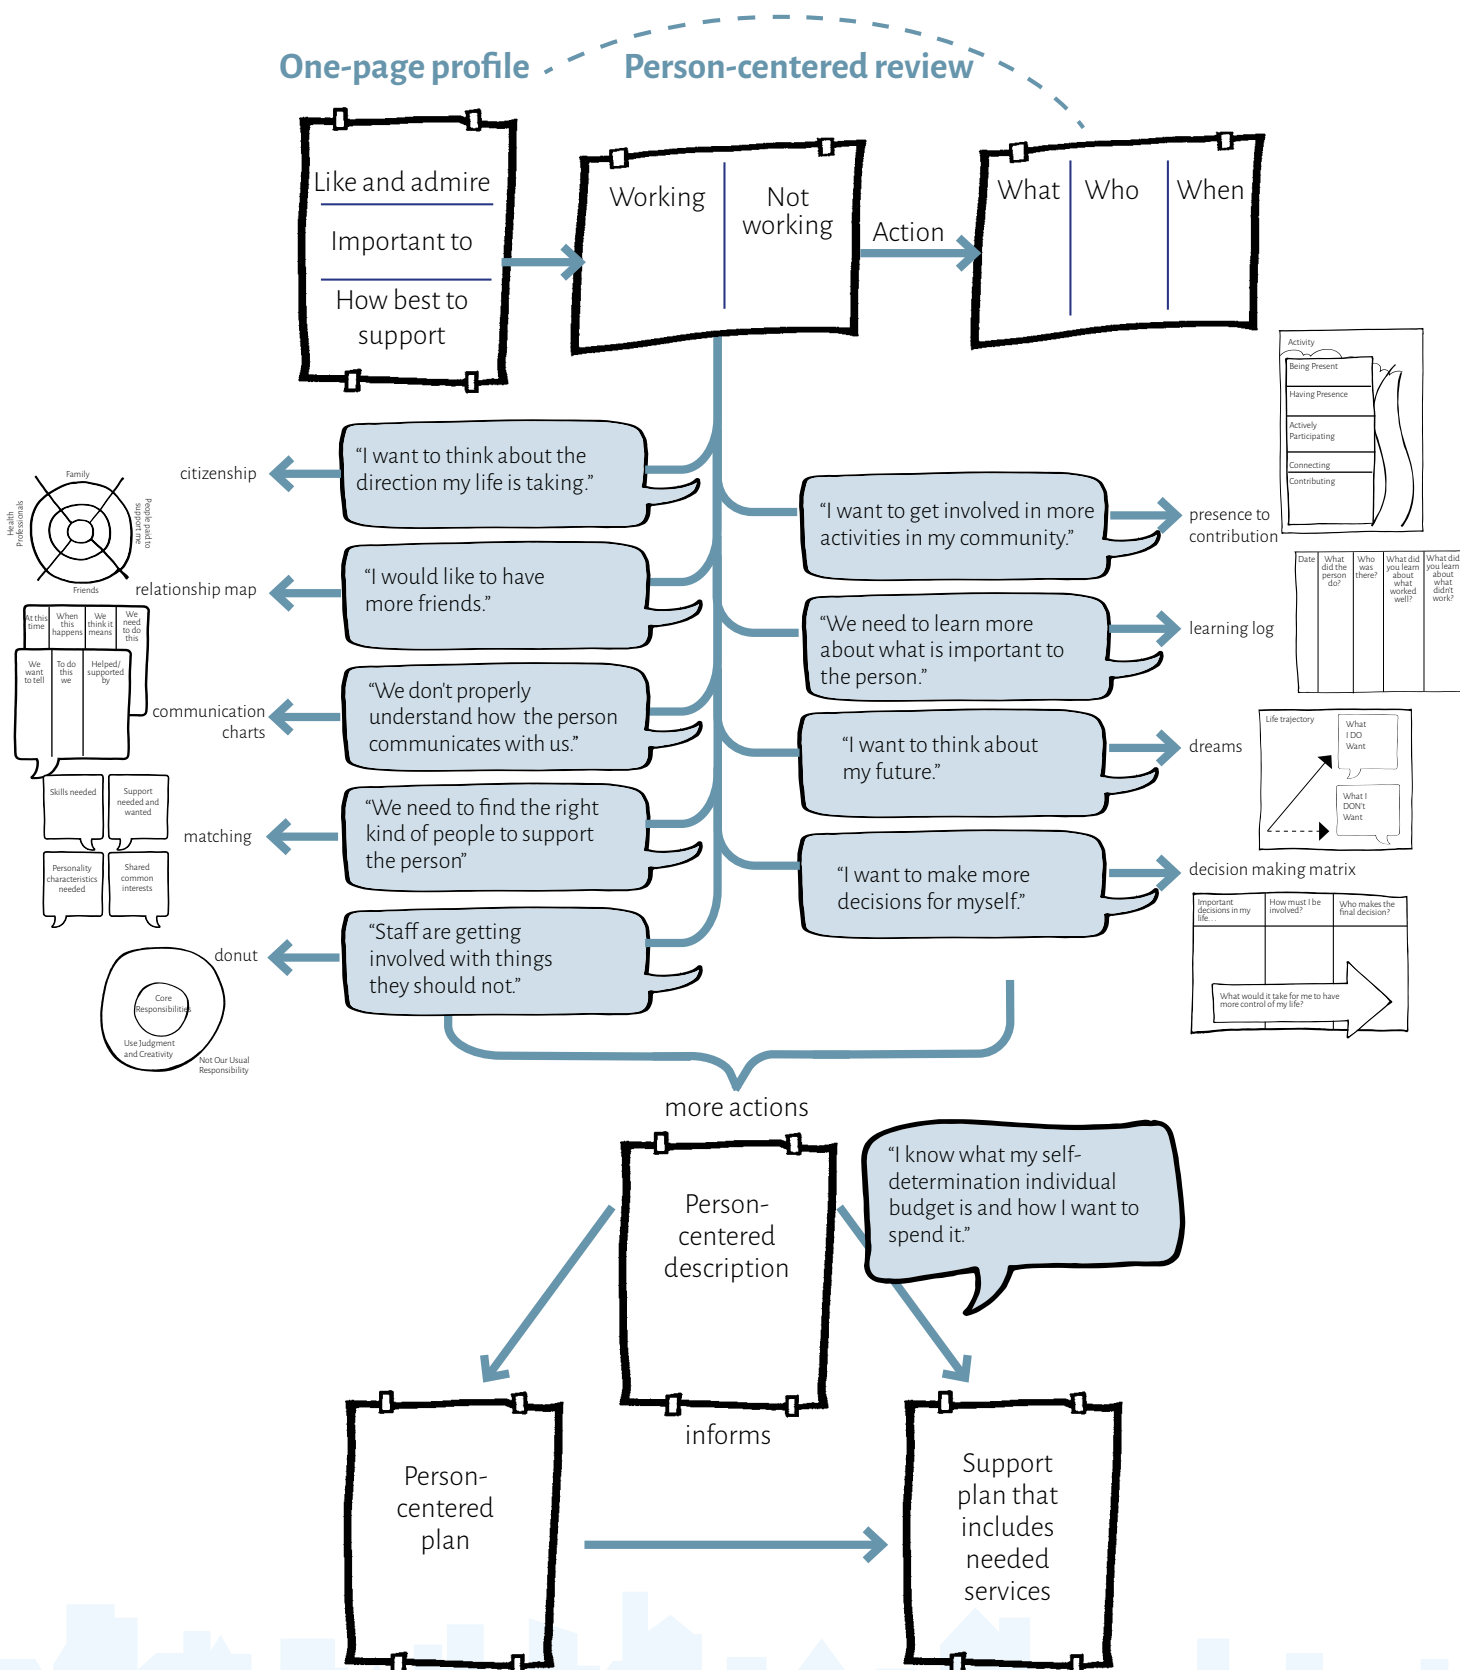 One-page profile
Person-centered review
Like and admire
Important to
How best to
support
Working
Not
working
Action
What
Who
When
Activity
Being Present
Having Presence
Actively
Participating
Connecting
Contributing
"I want to think about the
direction my life is taking."
citizenship
Family
Health
Professionals
People paid to
support me
Friends
"I would like to have
more friends."
relationship map
At this
time
When
this
happens
We
think it
means
We
need
to do
this
We
want
to tell
To do
this
we
Helped/
supported
by
"We don't properly
understand how the person
communicates with us."
communication
charts
Skills needed
Support
needed and
wanted
Personality
characteristics
needed
Shared
common
interests
"We need to find the right
kind of people to support
the person"
matching
"Staff are getting
involved with things
they should not."
donut
Core
Responsibilities
Use Judgment
and Creativity
Not Our Usual
Responsibility
"I want to get involved in more
activities in my community."
presence to
contribution
"We need to learn more
about what is important to
the person."
learning log
Date
What
did the
person
do?
Who
was
there?
What did
you learn
about
what
worked
well?
What did
you learn
about
what
didn't
work?
"I want to think about
my future."
dreams
Life trajectory
What
I DO
Want
What I
DON't
Want
"I want to make more
decisions for myself."
decision making matrix
Important
decisions in my
life...
How must I be
involved?
Who makes the
final decision?
What would it take for me to have
more control of my life?
more actions
Person-
centered
description
"I know what my self-
determination individual
budget is and how I want to
spend it."
informs
Person-
centered
plan
Support
plan that
includes
needed
services